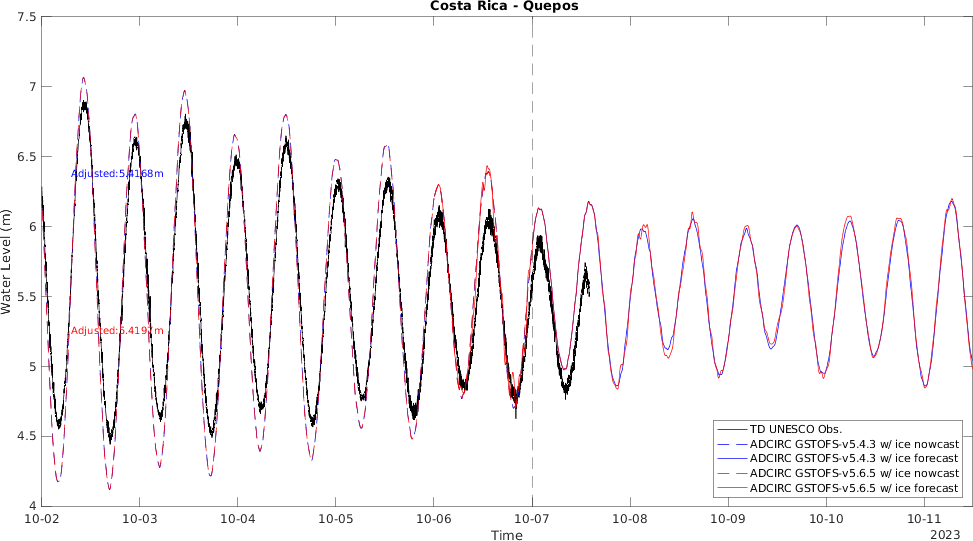 Costa Rica - Quepos
7.5
7
6.5
6
5.5
5
4.5
4
Water Level (m)
Adjusted:5.4168m
Adjusted:5.4197m
TD UNESCO Obs.
ADCIRC GSTOFS-v5.4.3 w/ ice nowcast
ADCIRC GSTOFS-v5.4.3 w/ ice forecast
ADCIRC GSTOFS-v5.6.5 w/ ice nowcast
ADCIRC GSTOFS-v5.6.5 w/ ice forecast
10-02 10-03 10-04 10-05 10-06 10-07 10-08 10-09 10-10 10-11
Time
2023